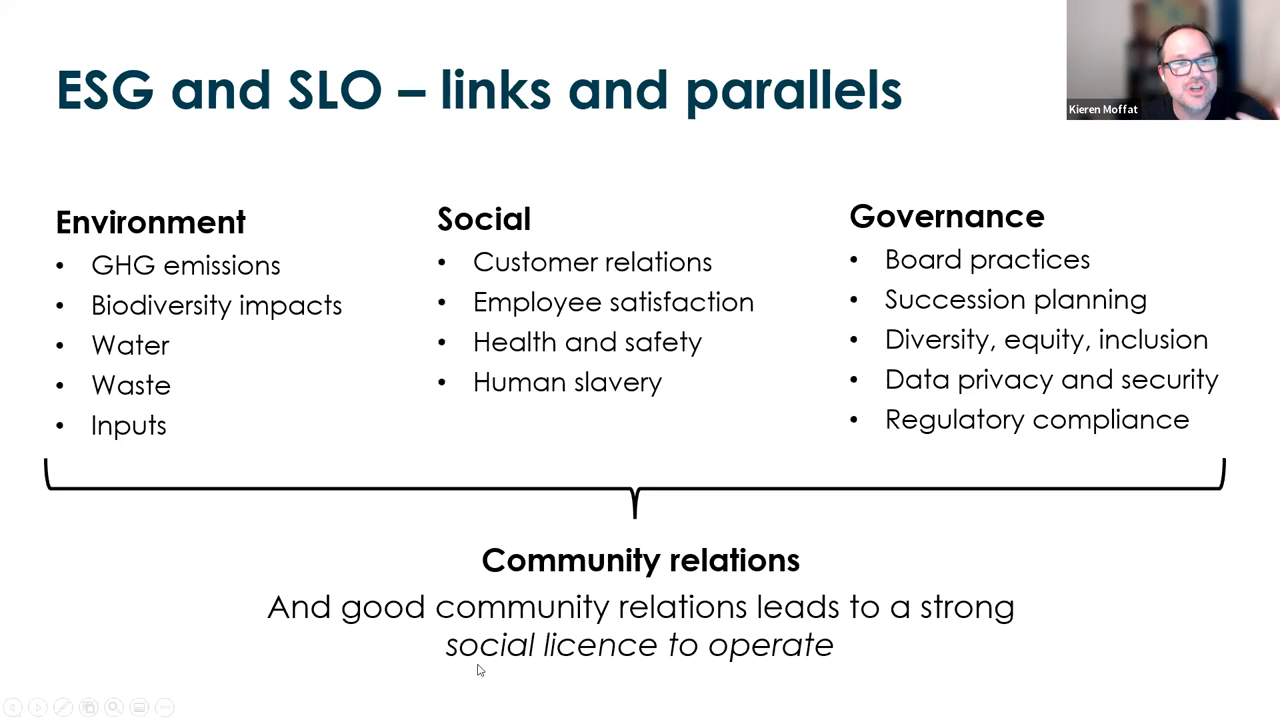 ESG and SLO – links and parallels
Kieren Moffat
Environment
• GHG emissions
• Biodiversity impacts
• Water
• Waste
• Inputs
Social
• Customer relations
• Employee satisfaction
• Health and safety
• Human slavery
Governance
• Board practices
• Succession planning
• Diversity, equity, inclusion
• Data privacy and security
• Regulatory compliance
Community relations
And good community relations leads to a strong
social licence to operate